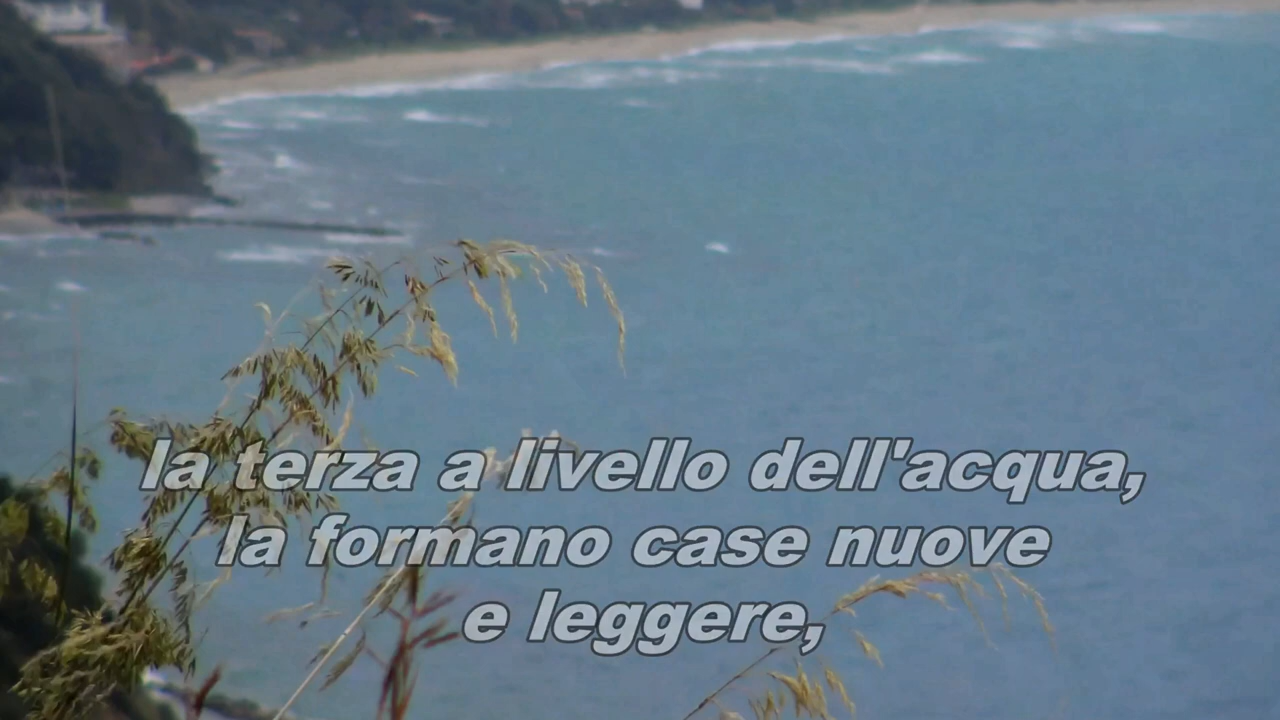 la terza a livello dell'acqua,
la formano case nuove
e leggere,